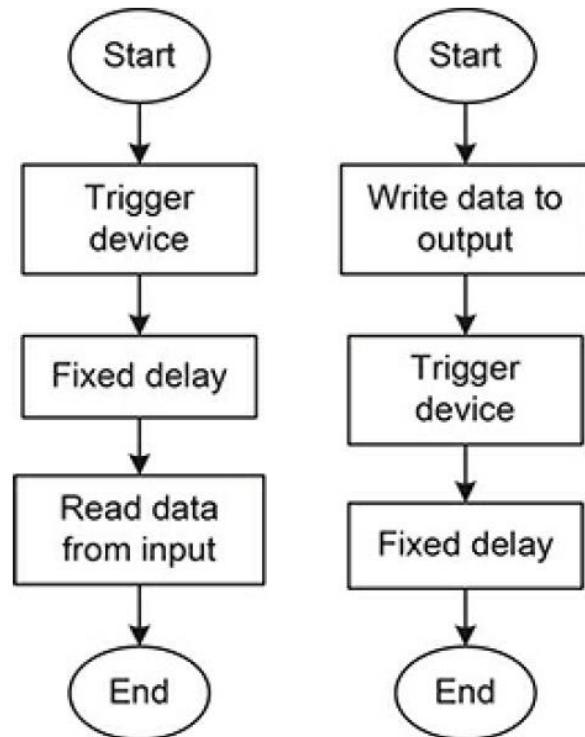 Start
Trigger
device
Fixed delay
Read data
from input
End
Start
Write data to
output
Trigger
device
Fixed delay
End